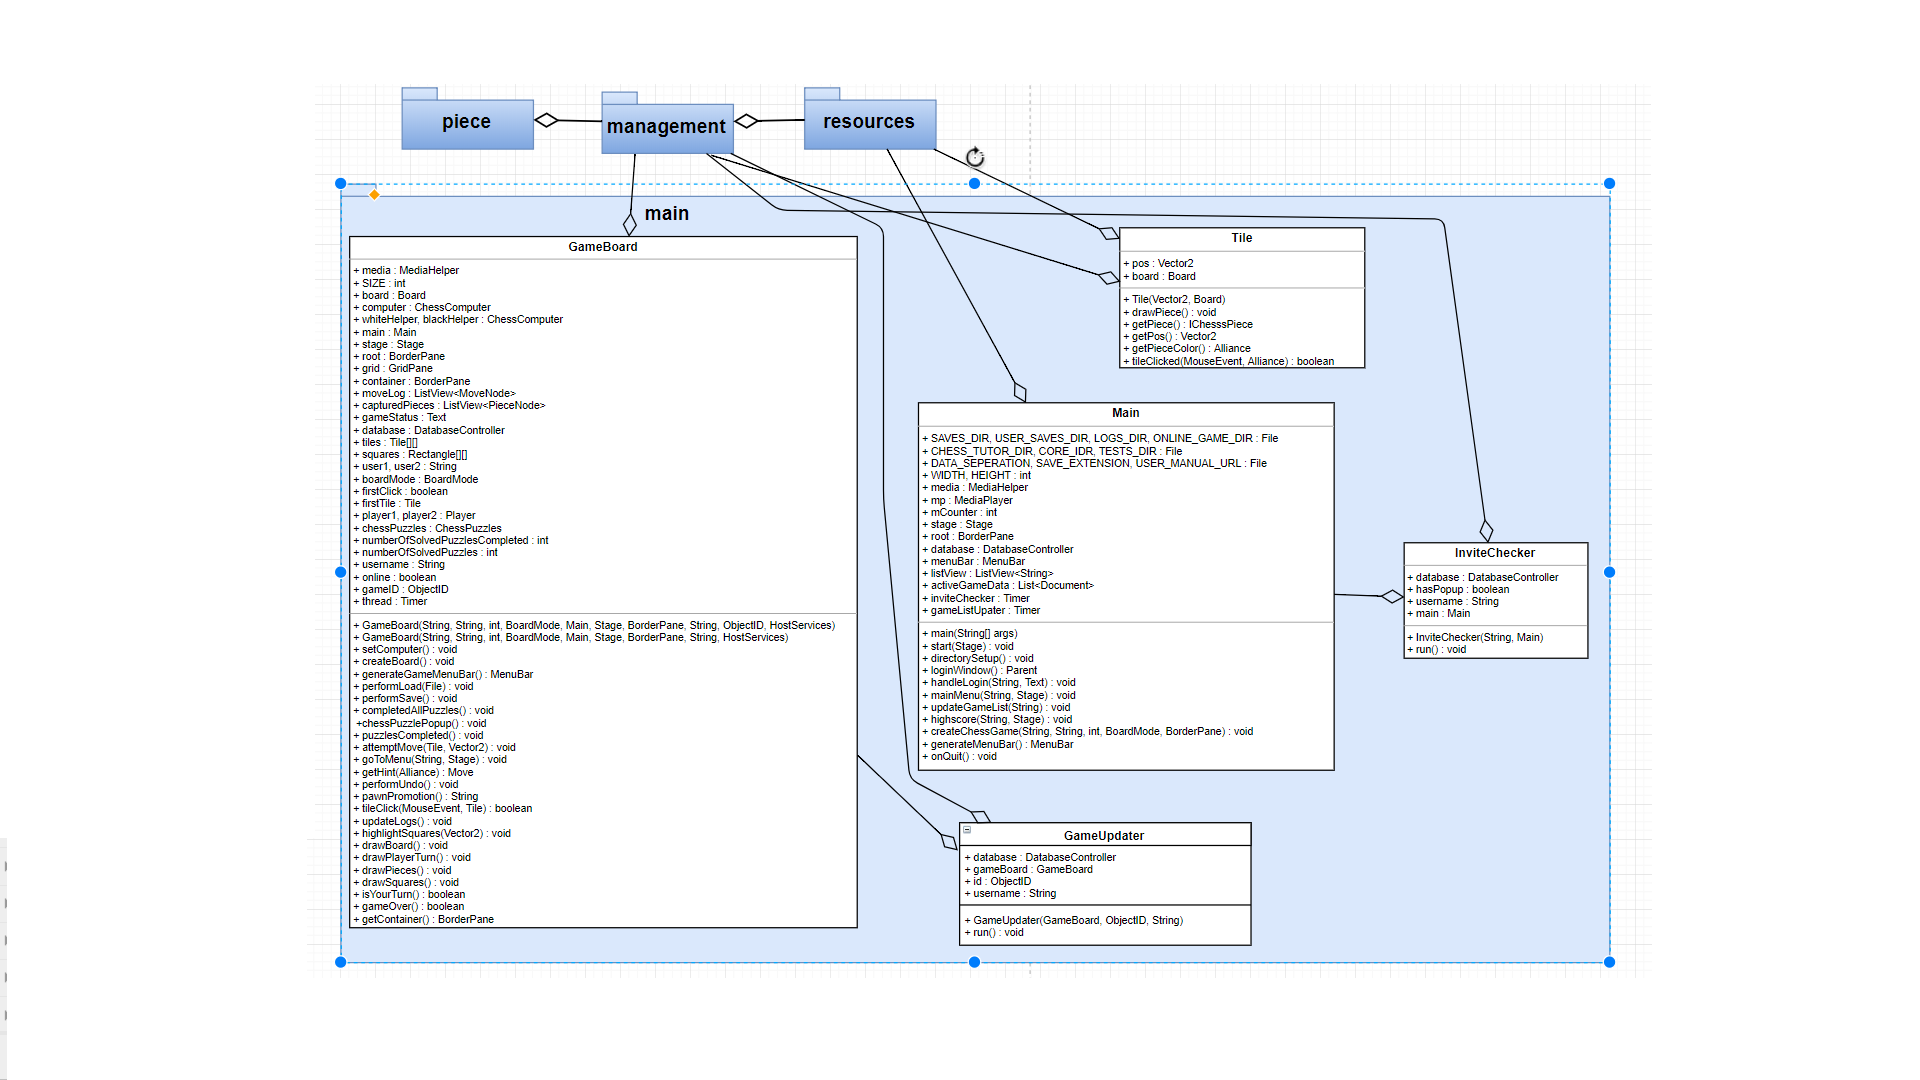 piece
management
resources
main
GameBoard
+ media : MediaHelper
+ SIZE : int
+ board : Board
+ computer : ChessComputer
+ whiteHelper, blackHelper : ChessComputer
+ main : Main
+ stage : Stage
+ root : BorderPane
+ grid : GridPane
+ container : BorderPane
+ moveLog : ListView<MoveNode>
+ capturedPieces : ListView<PieceNode>
+ gameStatus : Text
+ database : DatabaseController
+ tiles : Tile[][]
+ squares : Rectangle[][]
+ user1, user2 : String
+ boardMode : BoardMode
+ firstClick : boolean
+ firstTile : Tile
+ player1, player2 : Player
+ chessPuzzles : ChessPuzzles
+ numberOfSolvedPuzzlesCompleted : int
+ numberOfSolvedPuzzles : int
+ username : String
+ online : boolean
+ gameID : ObjectID
+ thread : Timer
+ GameBoard(String, String, int, BoardMode, Main, Stage, BorderPane, String, ObjectID, HostServices)
+ GameBoard(String, String, int, BoardMode, Main, Stage, BorderPane, String, HostServices)
+ setComputer() : void
+ createBoard() : void
+ generateGameMenuBar() : MenuBar
+ performLoad(File) : void
+ performSave() : void
+ completedAllPuzzles() : void
+chessPuzzlePopup() : void
+ puzzlesCompleted() : void
+ attemptMove(Tile, Vector2) : void
+ goToMenu(String, Stage) : void
+ getHint(Alliance) : Move
+ performUndo() : void
+ pawnPromotion() : String
+ tileClick(MouseEvent, Tile) : boolean
+ updateLogs() : void
+ highlightSquares(Vector2) : void
+ drawBoard() : void
+ drawPlayerTurn() : void
+ drawPieces() : void
+ drawSquares() : void
+ isYourTurn() : boolean
+ gameOver() : boolean
+ getContainer() : BorderPane
Tile
+ pos : Vector2
+ board : Board
+ Tile(Vector2, Board)
+ drawPiece() : void
+ getPiece() : IChesssPiece
+ getPos() : Vector2
+ getPieceColor() : Alliance
+ tileClicked(MouseEvent, Alliance) : boolean
Main
+ SAVES_DIR, USER_SAVES_DIR, LOGS_DIR, ONLINE_GAME_DIR : File
+ CHESS_TUTOR_DIR, CORE_IDR, TESTS_DIR : File
+ DATA_SEPERATION, SAVE_EXTENSION, USER_MANUAL_URL : File
+ WIDTH, HEIGHT : int
+ media : MediaHelper
+ mp : MediaPlayer
+ mCounter : int
+ stage : Stage
+ root : BorderPane
+ database : DatabaseController
+ menuBar : MenuBar
+ listView : ListView<String>
+ activeGameData : List<Document>
+ inviteChecker : Timer
+ gameListUpater : Timer
+ main(String[] args)
+ start(Stage) : void
+ directorySetup() : void
+ loginWindow() : Parent
+ handleLogin(String, Text) : void
+ mainMenu(String, Stage) : void
+ updateGameList(String) : void
+ highscore(String, Stage) : void
+ createChessGame(String, String, int, BoardMode, BorderPane) : void
+ generateMenuBar() : MenuBar
+ onQuit() : void
InviteChecker
+ database : DatabaseController
+ hasPopup : boolean
+ username : String
+ main : Main
+ InviteChecker(String, Main)
+ run() : void
GameUpdater
+ database : DatabaseController
+ gameBoard : GameBoard
+ id : ObjectID
+ username : String
+ GameUpdater(GameBoard, ObjectID, String)
+ run() : void